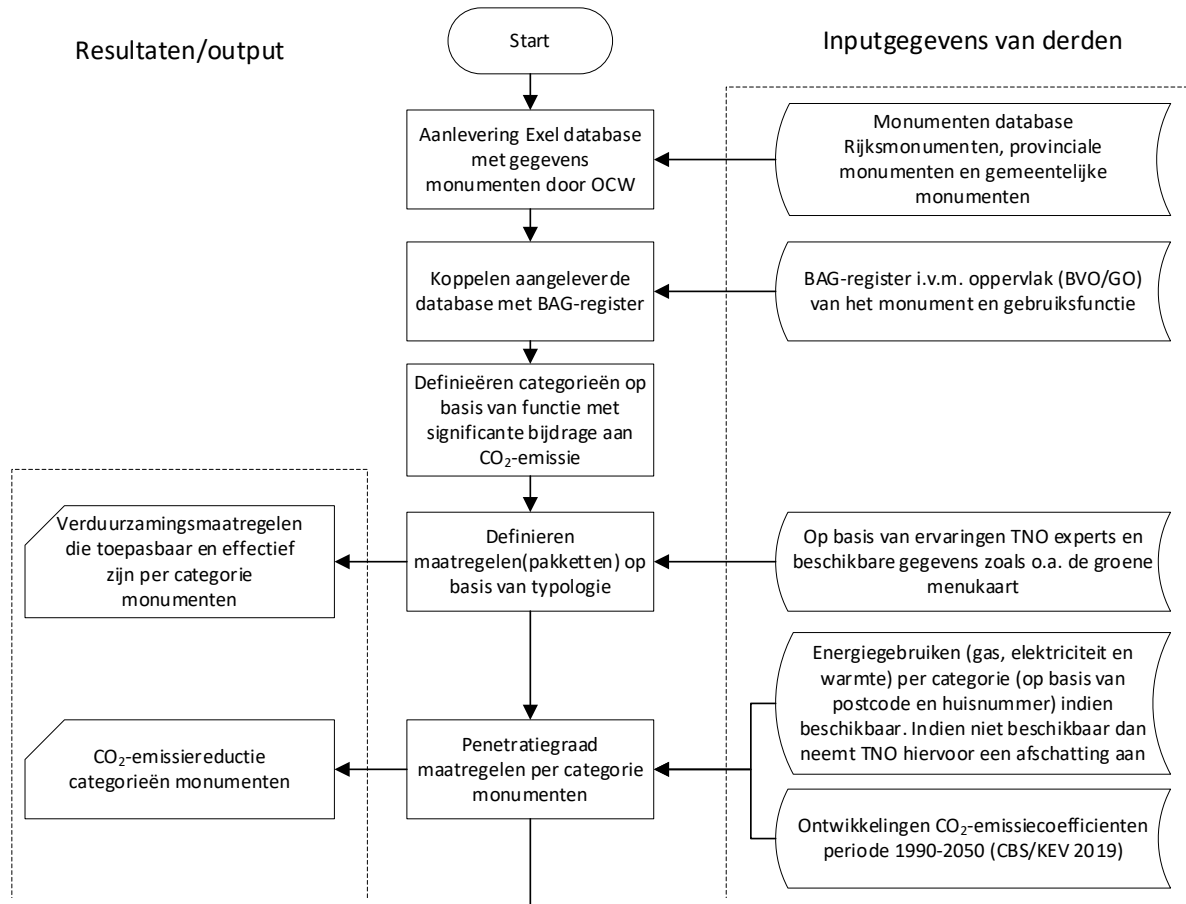 Resultaten/output
Start
Inputgegevens van derden
Aanlevering Exel database
met gegevens
monumenten door OCW
Monumenten database
Rijksmonumenten, provinciale
monumenten en gemeentelijke
monumenten
Koppelen aangeleverde
database met BAG-register
BAG-register i.v.m. oppervlak (BVO/GO)
van het monument en gebruiksfunctie
Definieëren categorieën op
basis van functie met
significante bijdrage aan
CO₂-emissie
Verduurzamingsmaatregelen
die toepasbaar en effectief
zijn per categorie
monumenten
Definieren
maatregelen(pakketten) op
basis van typologie
Op basis van ervaringen TNO experts en
beschikbare gegevens zoals o.a. de groene
menukaart
Energiegebruiken (gas, elektriciteit en
warmte) per categorie (op basis van
postcode en huisnummer) indien
beschikbaar. Indien niet beschikbaar dan
neemt TNO hiervoor een afschatting aan
CO₂-emissiereductie
categorieën monumenten
Penetratiegraad
maatregelen per categorie
monumenten
Ontwikkelingen CO₂-emissiecoefficienten
periode 1990-2050 (CBS/KEV 2019)